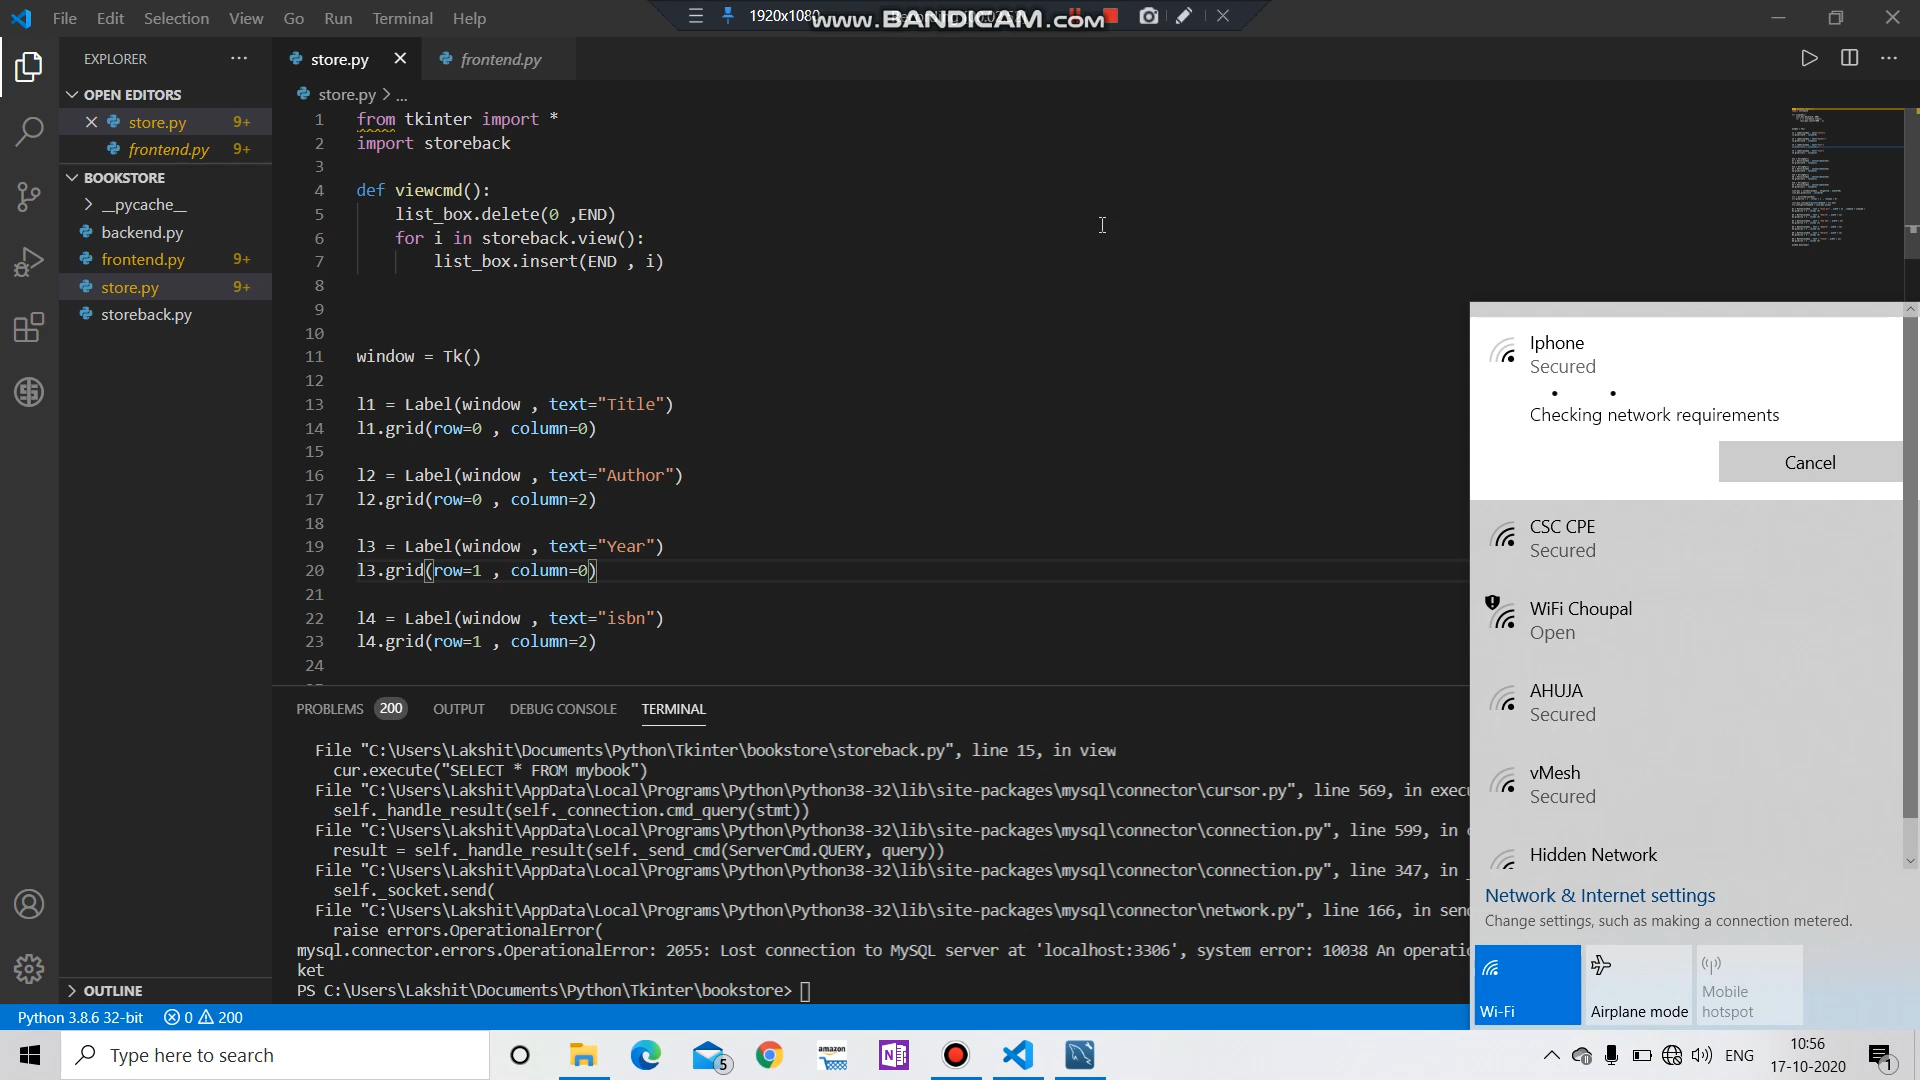 File Edit Selection View Go Run Terminal Help
1920x1080
www.BANDICAM.com
EXPLORER
store.py
frontend.py
OPEN EDITORS
store.py 9+
frontend.py 9+
BOOKSTORE
__pycache__
backend.py
frontend.py 9+
store.py 9+
storeback.py
OUTLINE
store.py > ...
1 from tkinter import *
2 import storeback
3
4 def viewcmd():
5 list_box.delete(0 ,END)
6 for i in storeback.view():
7 list_box.insert(END , i)
8
9
10
11 window = Tk()
12
13 l1 = Label(window , text="Title")
14 l1.grid(row=0 , column=0)
15
16 l2 = Label(window , text="Author")
17 l2.grid(row=0 , column=2)
18
19 l3 = Label(window , text="Year")
20 l3.grid(row=1 , column=0)
21
22 l4 = Label(window , text="isbn")
23 l4.grid(row=1 , column=2)
24
PROBLEMS 200 OUTPUT DEBUG CONSOLE TERMINAL
File "C:\Users\Lakshit\Documents\Python\Tkinter\bookstore\storeback.py", line 15, in view
cur.execute("SELECT * FROM mybook")
File "C:\Users\Lakshit\AppData\Local\Programs\Python\Python38-32\lib\site-packages\mysql\connector\cursor.py", line 569, in execu
self._handle_result(self._connection.cmd_query(stmt))
File "C:\Users\Lakshit\AppData\Local\Programs\Python\Python38-32\lib\site-packages\mysql\connector\connection.py", line 599, in c
result = self._handle_result(self._send_cmd(ServerCmd.QUERY, query))
File "C:\Users\Lakshit\AppData\Local\Programs\Python\Python38-32\lib\site-packages\mysql\connector\connection.py", line 347, in _
self._socket.send(
File "C:\Users\Lakshit\AppData\Local\Programs\Python\Python38-32\lib\site-packages\mysql\connector\network.py", line 166, in send
raise errors.OperationalError(
mysql.connector.errors.OperationalError: 2055: Lost connection to MySQL server at 'localhost:3306', system error: 10038 An operatio
ket
PS C:\Users\Lakshit\Documents\Python\Tkinter\bookstore>
Iphone
Secured
Checking network requirements
Cancel
CSC CPE
Secured
WiFi Choupal
Open
AHUJA
Secured
vMesh
Secured
Hidden Network
Network & Internet settings
Change settings, such as making a connection metered.
Wi-Fi
Airplane mode
Mobile
hotspot
Python 3.8.6 32-bit 0 200
Type here to search
5
amazon
N
ENG
10:56
17-10-2020
1